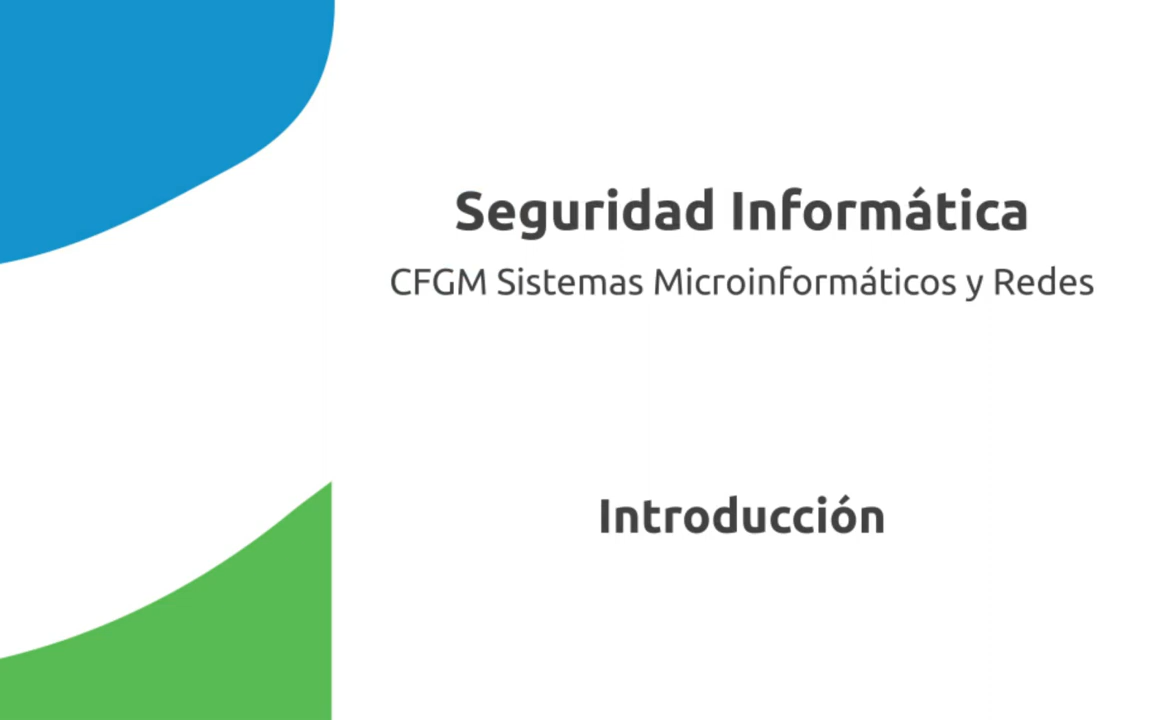 Seguridad Informática
CFGM Sistemas Microinformáticos y Redes
Introducción